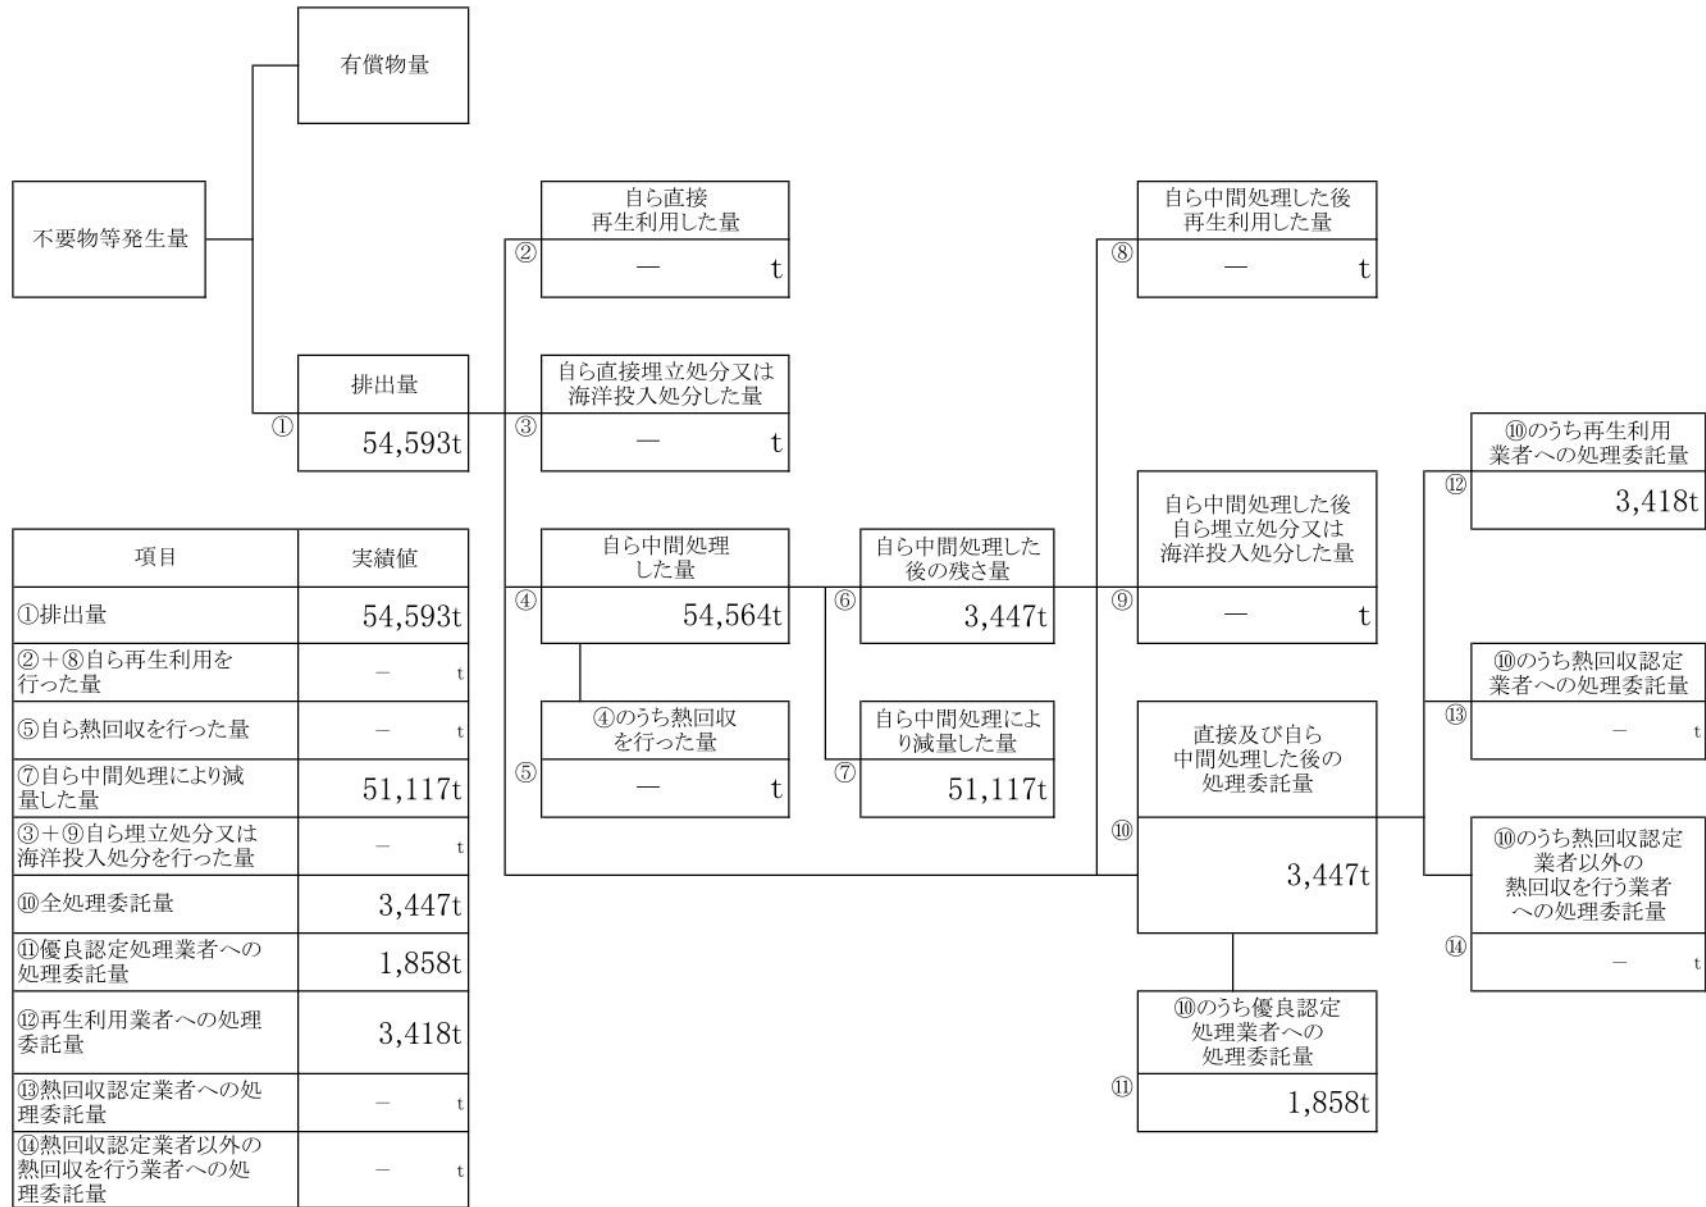 有償物量
不要物等発生量
自ら直接
再生利用した量
②
― t
自ら中間処理した後
再生利用した量
⑧
― t
排出量
①
54,593t
自ら直接埋立処分又は
海洋投入処分した量
③
― t
⑩のうち再生利用
業者への処理委託量
⑫
3,418t
自ら中間処理した後
自ら埋立処分又は
海洋投入処分した量
⑨
― t
自ら中間処理
した量
④
54,564t
自ら中間処理した
後の残さ量
⑥
3,447t
④のうち熱回収
を行った量
⑤
― t
自ら中間処理によ
り減量した量
⑦
51,117t
直接及び自ら
中間処理した後の
処理委託量
⑩
3,447t
⑩のうち熱回収認定
業者への処理委託量
⑬
― t
⑩のうち熱回収認定
業者以外の
熱回収を行う業者
への処理委託量
⑭
― t
⑩のうち優良認定
処理業者への
処理委託量
⑪
1,858t
項目 実績値
①排出量 54,593t
②+⑧自ら再生利用を
行った量 ― t
⑤自ら熱回収を行った量 ― t
⑦自ら中間処理により減
量した量 51,117t
③+⑨自ら埋立処分又は
海洋投入処分を行った量 ― t
⑩全処理委託量 3,447t
⑪優良認定処理業者への
処理委託量 1,858t
⑫再生利用業者への処理
委託量 3,418t
⑬熱回収認定業者への処
理委託量 ― t
⑭熱回収認定業者以外の
熱回収を行う業者への処
理委託量 ― t